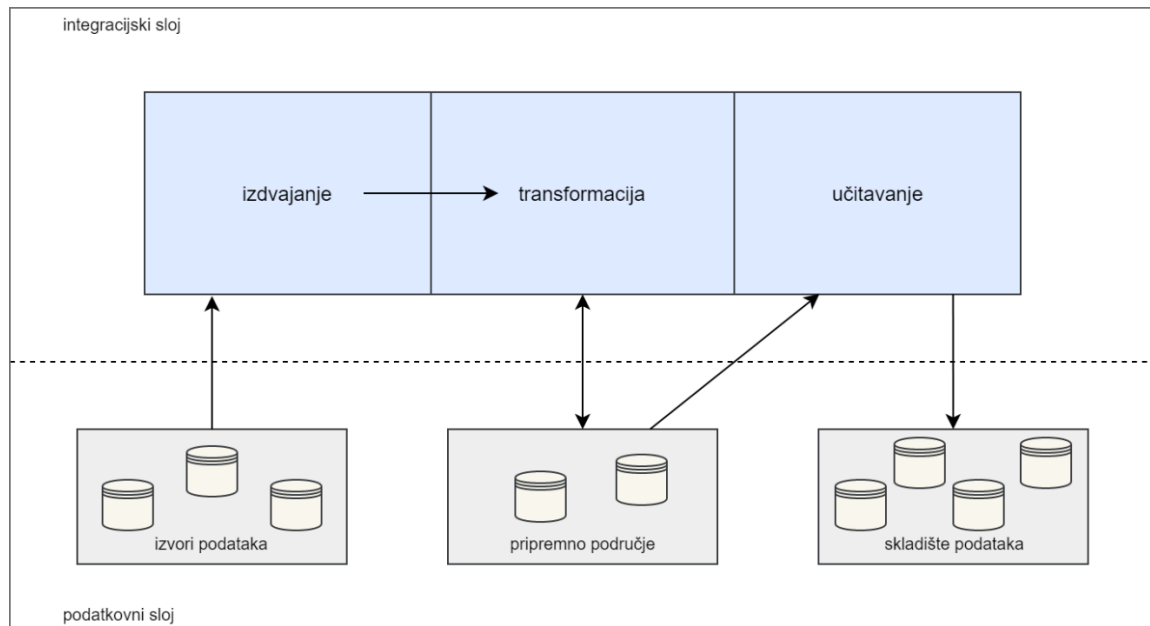 integracijski sloj
izdvajanje
transformacija
učitavanje
izvori podataka
pripremno područje
skladište podataka
podatkovni sloj